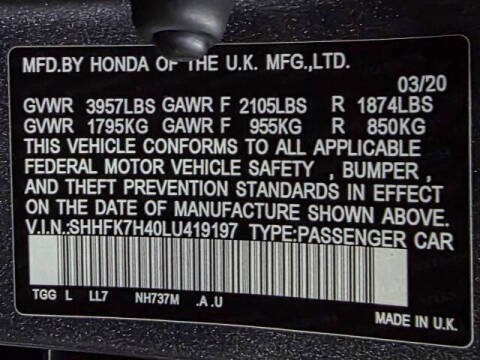 MFD.BY HONDA OF THE U.K. MFG.,LTD.
03/20
GVWR 3957LBS GAWR F 2105LBS R 1874LBS
GVWR 1795KG GAWR F 955KG R 850KG
THIS VEHICLE CONFORMS TO ALL APPLICABLE
FEDERAL MOTOR VEHICLE SAFETY , BUMPER ,
AND THEFT PREVENTION STANDARDS IN EFFECT
ON THE DATE OF MANUFACTURE SHOWN ABOVE.
V.I.N.:SHHFK7H40LU419197 TYPE:PASSENGER CAR
TGG L LL7 NH737M .A .U
MADE IN U.K.